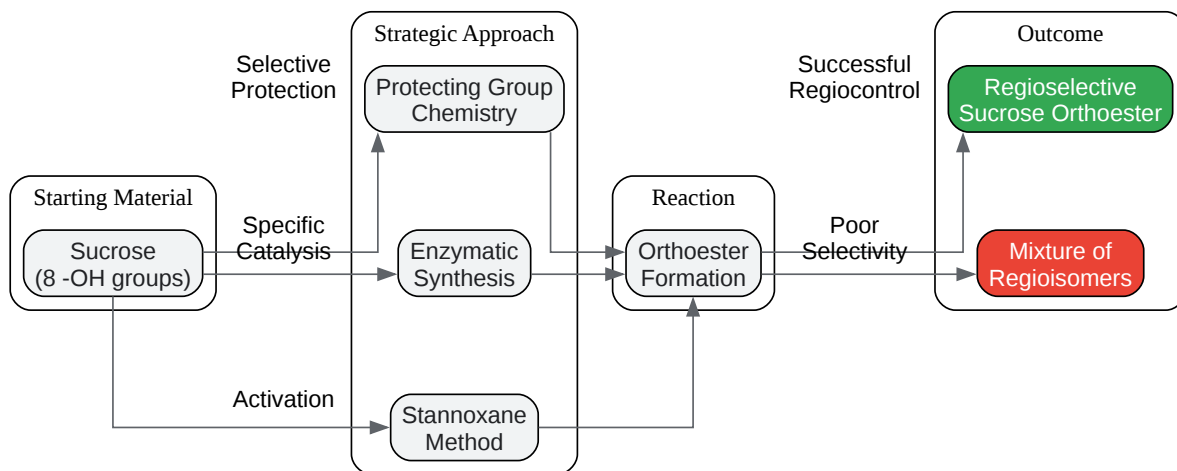 Starting Material
Sucrose
(8 -OH groups)
Selective
Protection
Specific
Catalysis
Activation
Strategic Approach
Protecting Group
Chemistry
Enzymatic
Synthesis
Stannoxane
Method
Reaction
Orthoester
Formation
Successful
Regiocontrol
Poor
Selectivity
Outcome
Regioselective
Sucrose Orthoester
Mixture of
Regioisomers